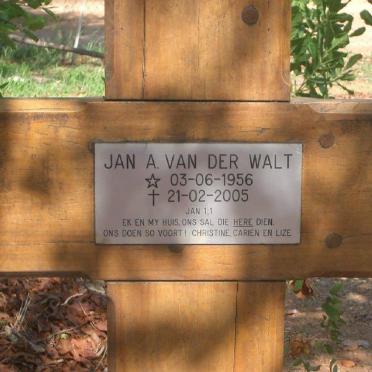 JAN A. VAN DER WALT
☆ 03-06-1956
✝ 21-02-2005
JAN 1:1
EK EN MY HUIS, ONS SAL DIE HERE DIEN.
ONS DOEN SO VOORT! CHRISTINE, CARIEN EN LIZE